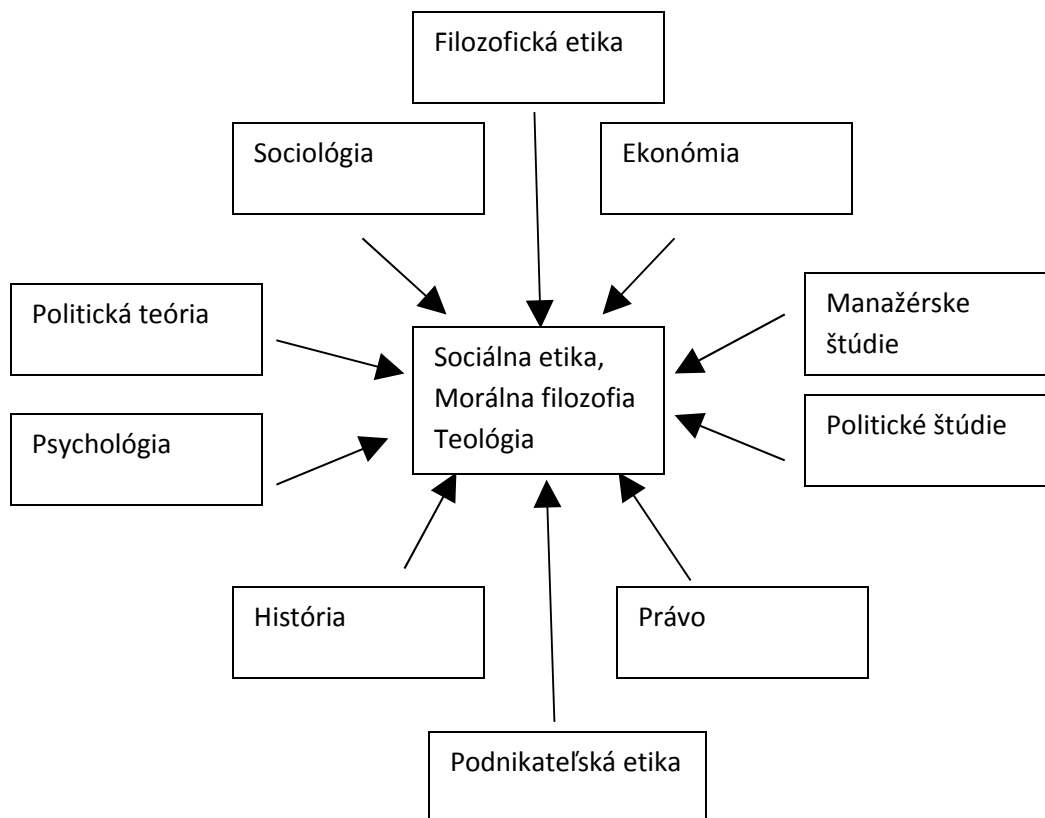 Filozofická etika
Sociológia
Ekonómia
Politická teória
Manažérske
štúdie
Sociálna etika,
Morálna filozofia
Teológia
Psychológia
Politické štúdie
História
Právo
Podnikateľská etika